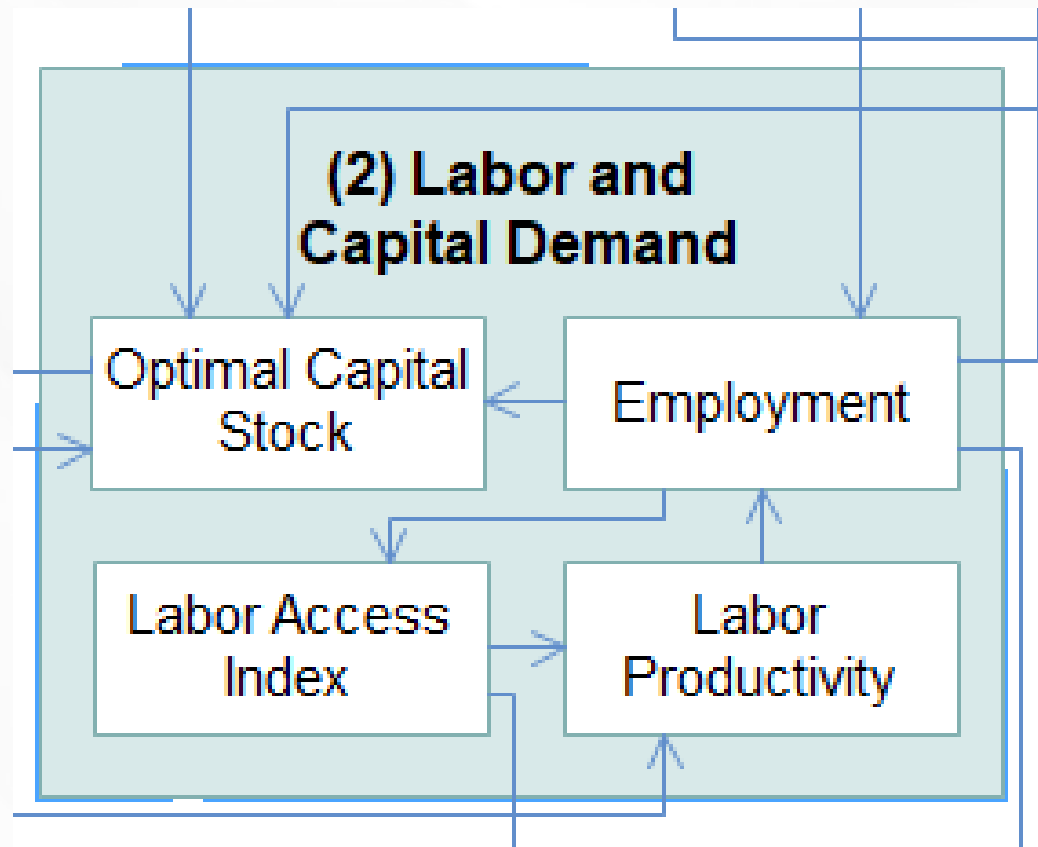 (2) Labor and
Capital Demand
Optimal Capital
Stock
Employment
Labor Access
Index
Labor
Productivity